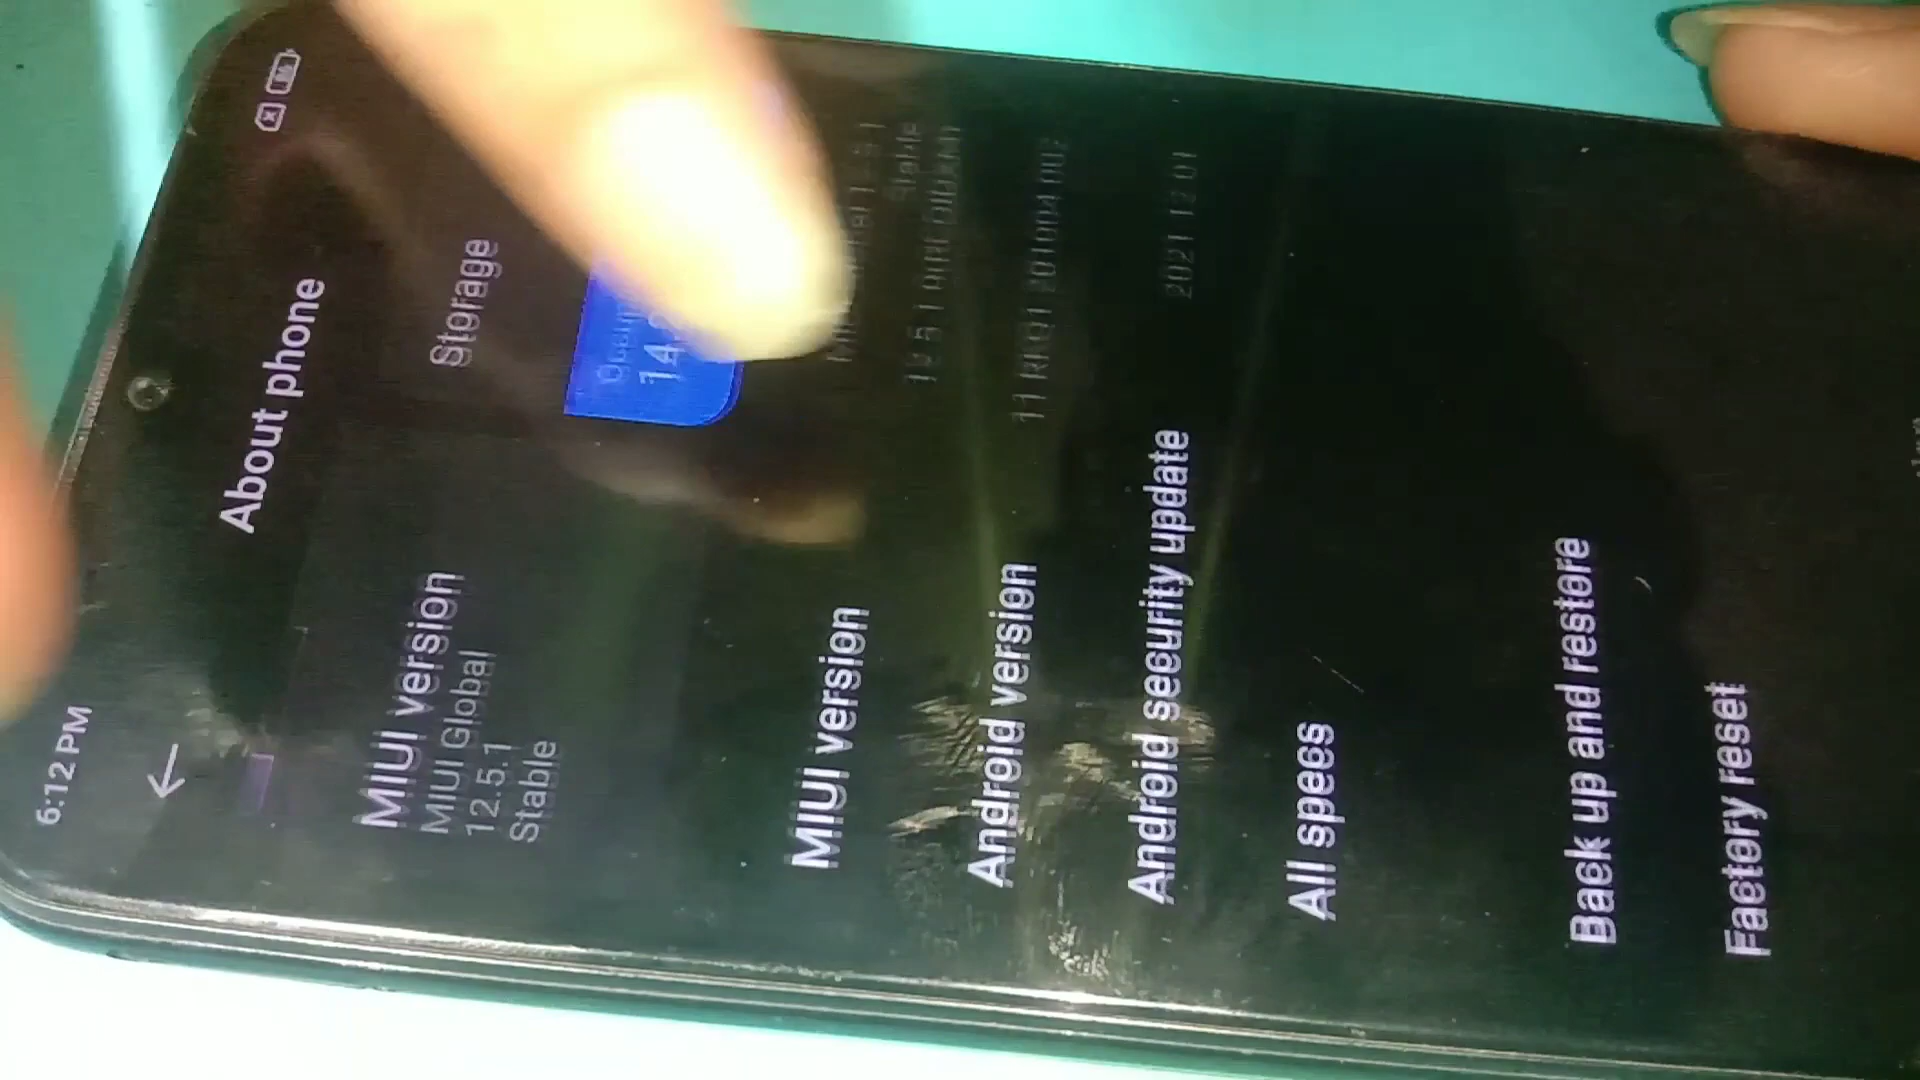 6:12 PM
About phone
MIUI version
MIUI Global
12.5.1
Stable
Storage
MIUI version
Stable
Android version
Android security update
2021-12-01
All specs
Back up and restore
Factory reset